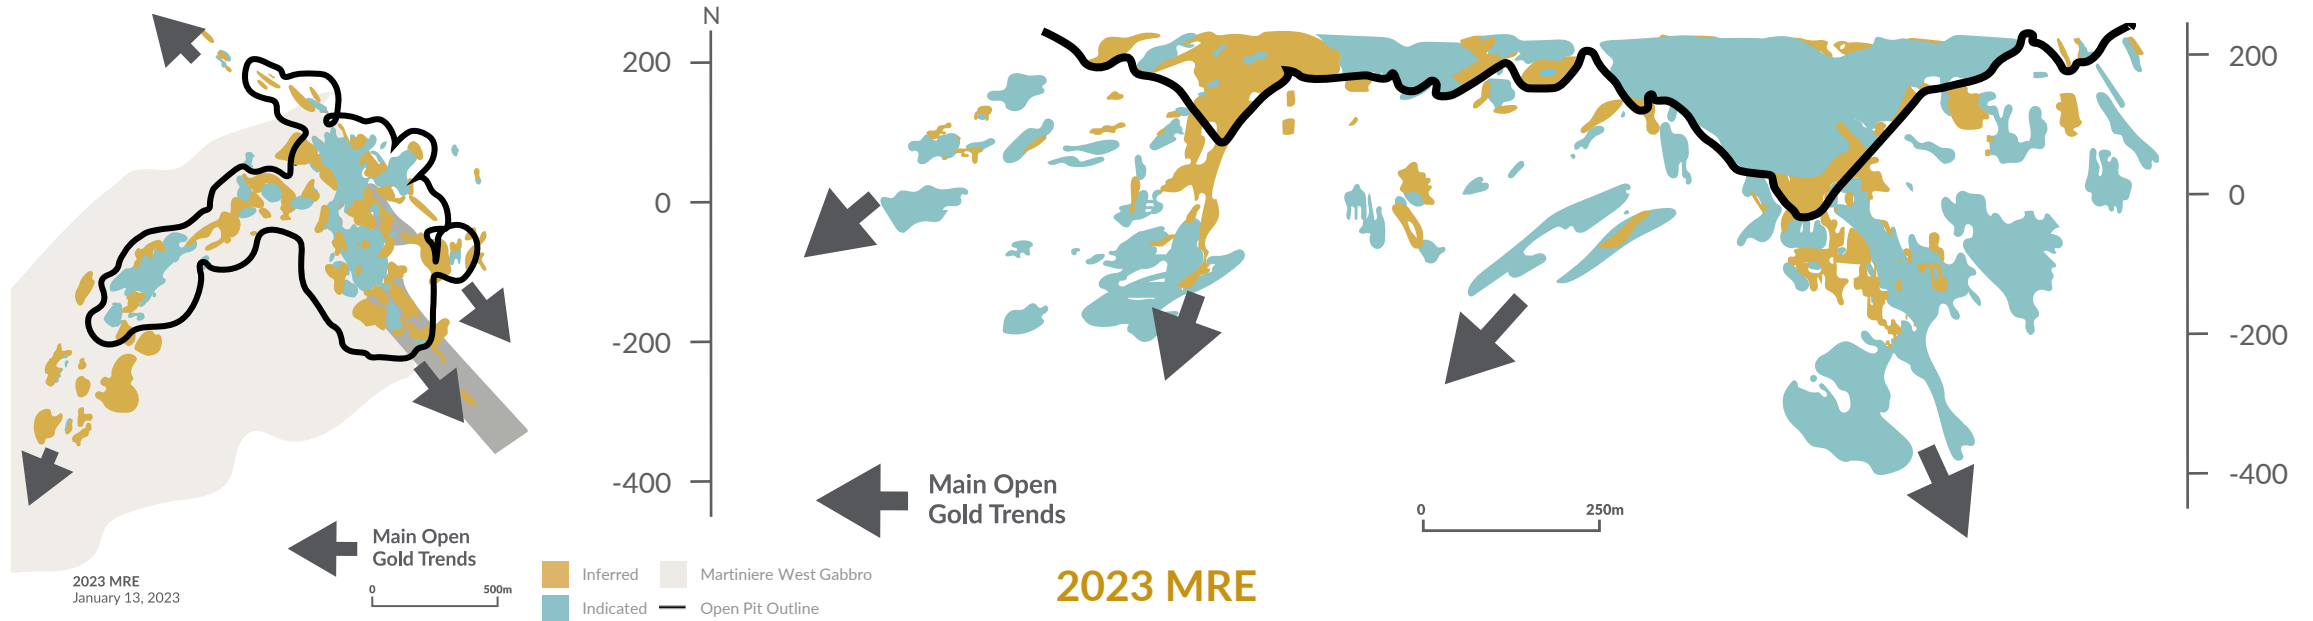 N
200
0
-200
-400
200
0
-200
-400
Main Open
Gold Trends
0 250m
Main Open
Gold Trends
0 500m
2023 MRE
January 13, 2023
Inferred
Indicated
Martiniere West Gabbro
Open Pit Outline
2023 MRE